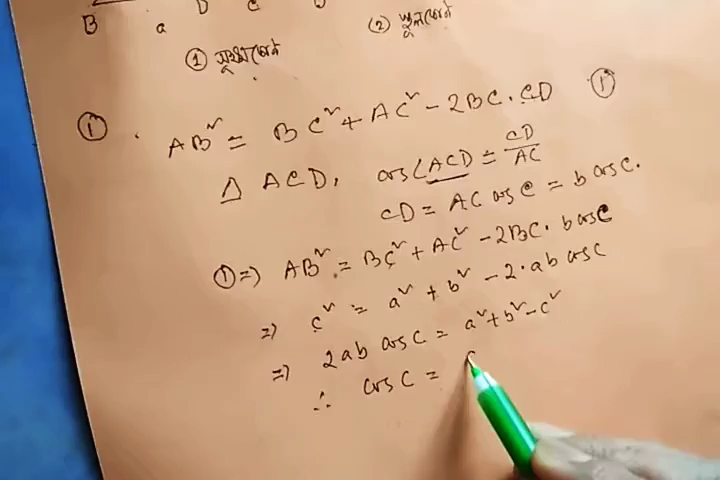 B a D c
① সূক্ষ্মকোণ ② স্থূলকোণ
① AB² = BC² + AC² - 2BC.CD ①
Δ ACD, cos∠ACD = CD/AC
CD = AC cos C = b cos C.
①=> AB² = BC² + AC² - 2BC. b cos C
=> c² = a² + b² - 2.ab cos C
=> 2ab cos C = a² + b² - c²
∴ cos C =